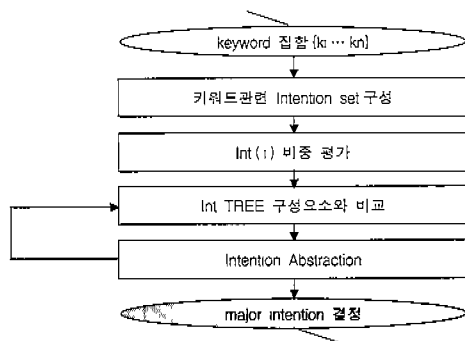 keyword 집합{k1 … kn}
키워드관련 Intention set 구성
Int(i) 비중 평가
Int TREE 구성요소와 비교
Intention Abstraction
major intention 결정